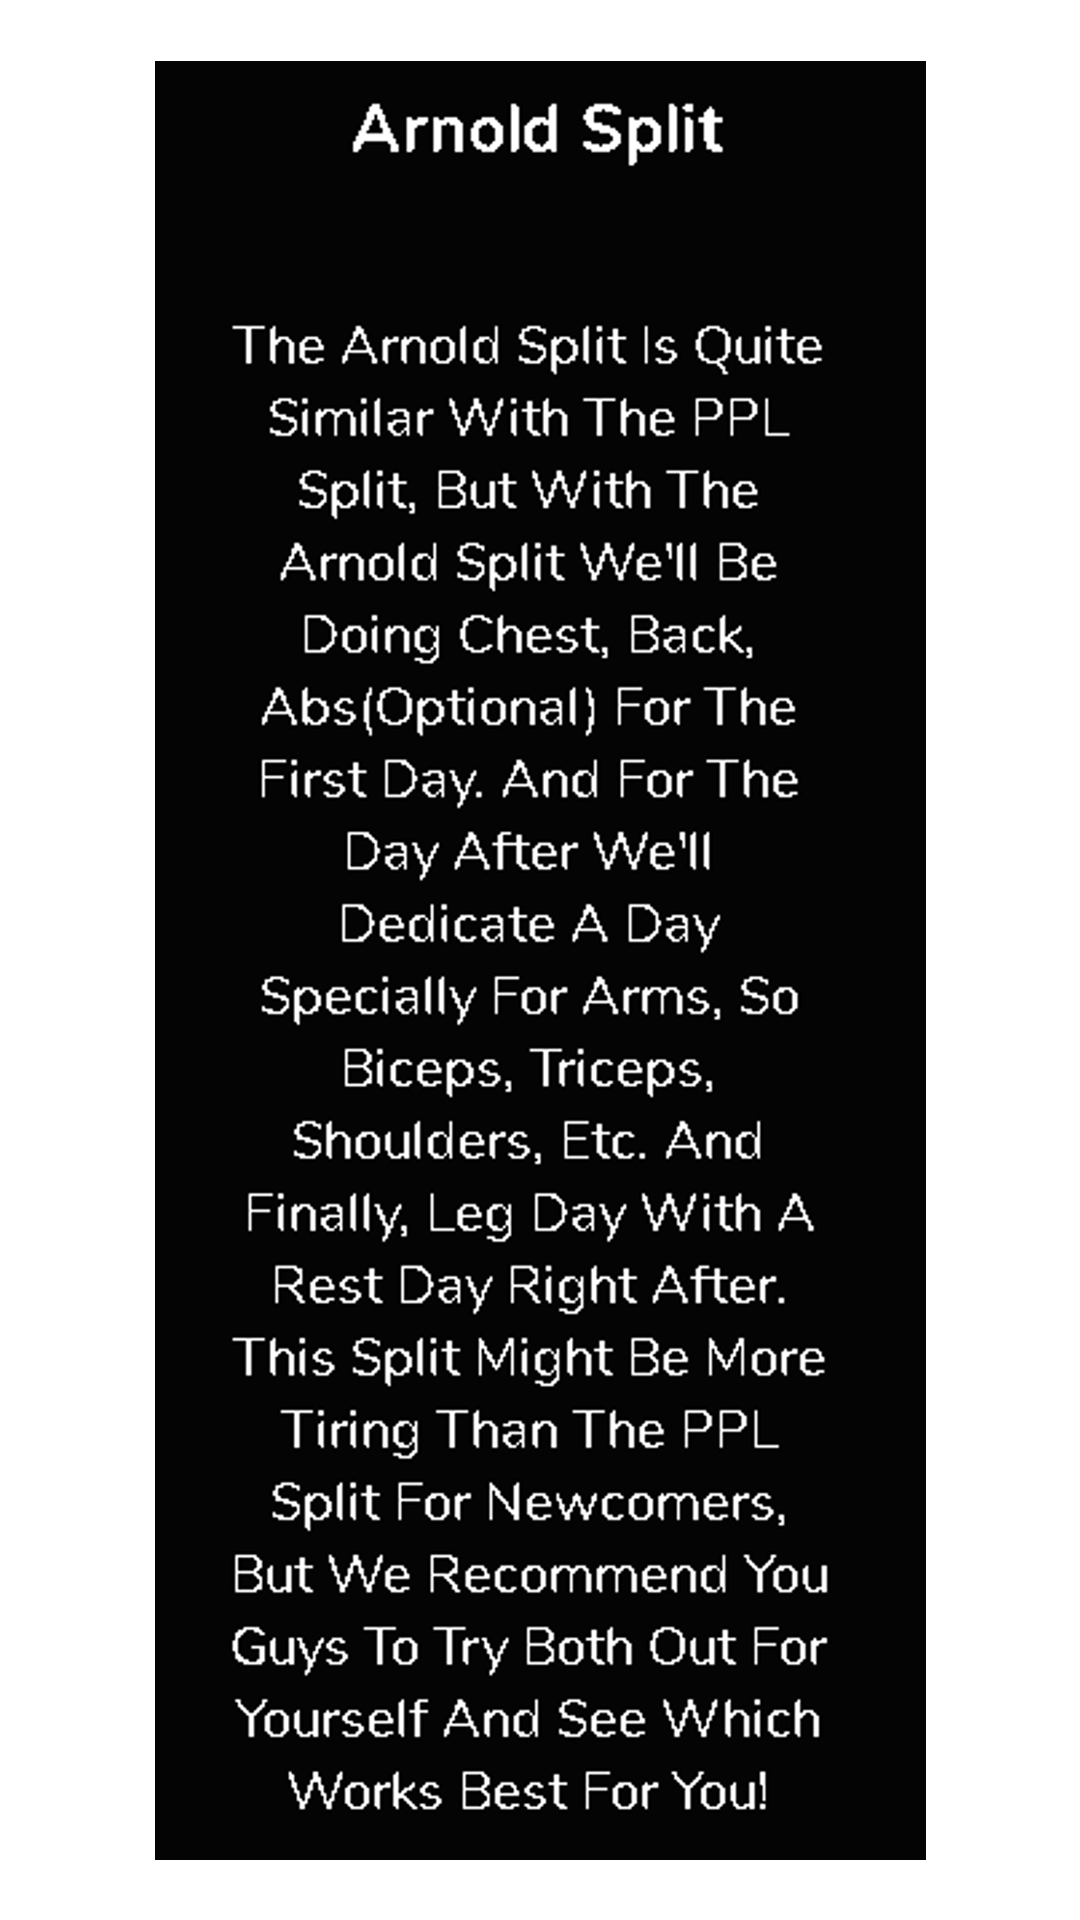 Arnold Split
The Arnold Split Is Quite
Similar With The PPL
Split, But With The
Arnold Split We'll Be
Doing Chest, Back,
Abs(Optional) For The
First Day. And For The
Day After We'll
Dedicate A Day
Specially For Arms, So
Biceps, Triceps,
Shoulders, Etc. And
Finally, Leg Day With A
Rest Day Right After.
This Split Might Be More
Tiring Than The PPL
Split For Newcomers,
But We Recommend You
Guys To Try Both Out For
Yourself And See Which
Works Best For You!